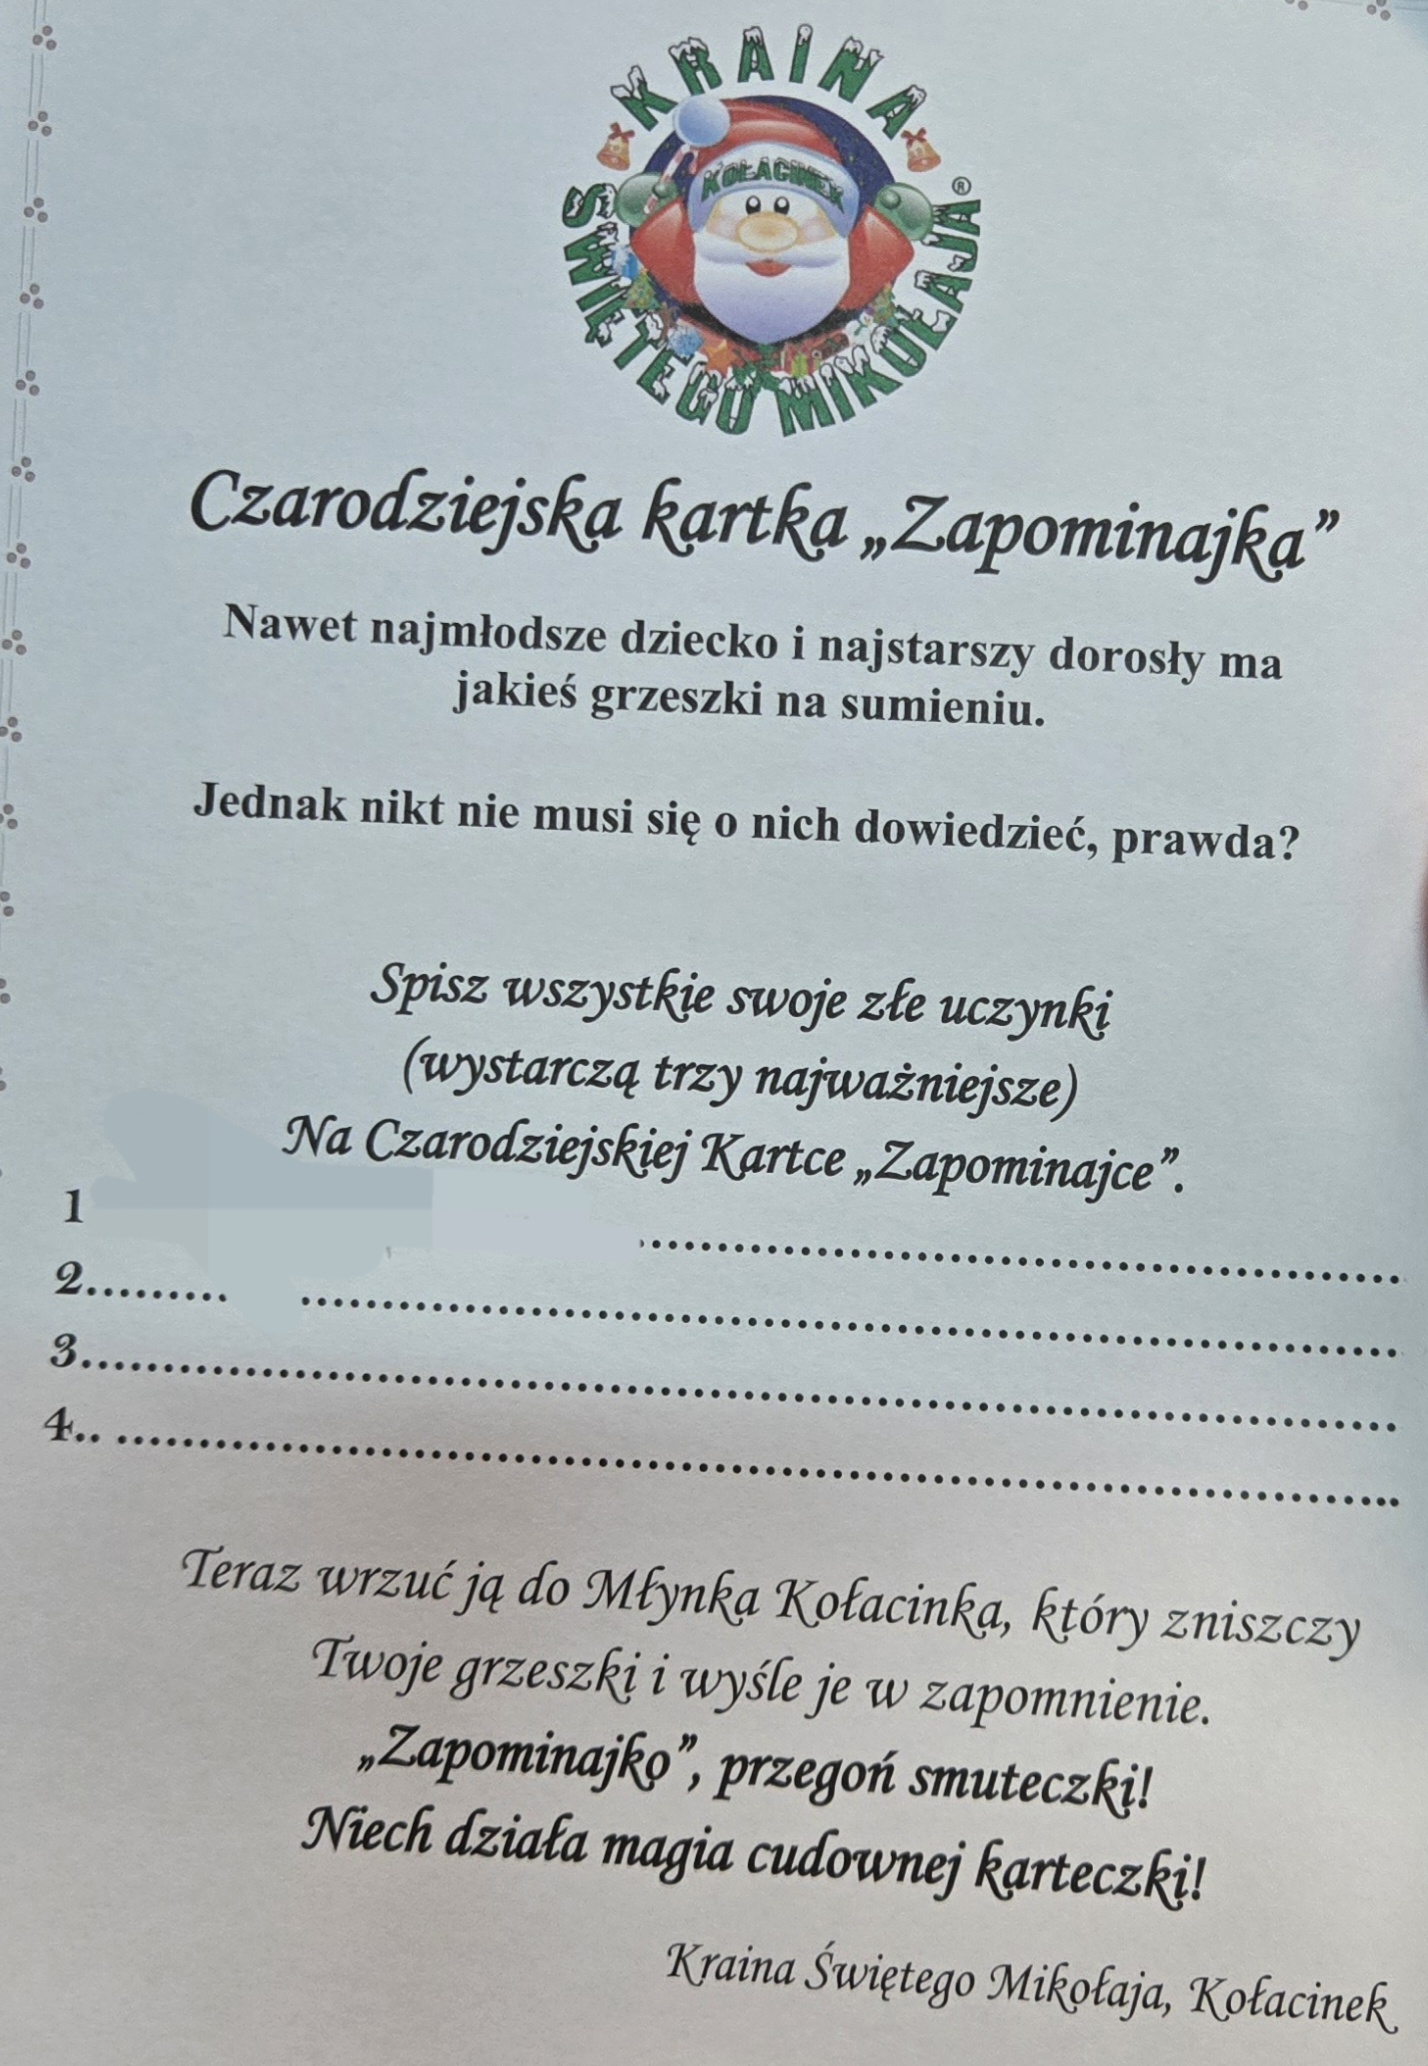 KRAINA
ŚWIĘTEGO MIKOŁAJA ®
KOŁACINEK
Czarodziejska kartka „Zapominajka”
Nawet najmłodsze dziecko i najstarszy dorosły ma
jakieś grzeszki na sumieniu.
Jednak nikt nie musi się o nich dowiedzieć, prawda?
Spisz wszystkie swoje złe uczynki
(wystarczą trzy najważniejsze)
Na Czarodziejskiej Kartce „Zapominajce”.
1 ..........................................
2......... ..........................................................
3.......................................................................
4.. ....................................................................
Teraz wrzuć ją do Młynka Kołacinka, który zniszczy
Twoje grzeszki i wyśle je w zapomnienie.
„Zapominajko”, przegoń smuteczki!
Niech działa magia cudownej karteczki!
Kraina Świętego Mikołaja, Kołacinek